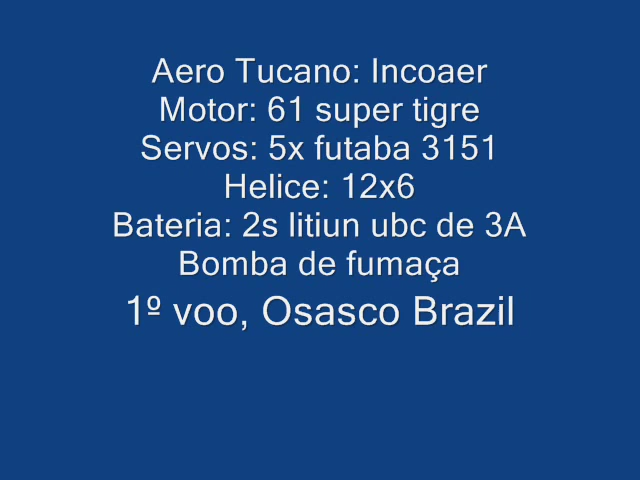 Aero Tucano: Incoaer
Motor: 61 super tigre
Servos: 5x futaba 3151
Helice: 12x6
Bateria: 2s litiun ubc de 3A
Bomba de fumaça
1º voo, Osasco Brazil